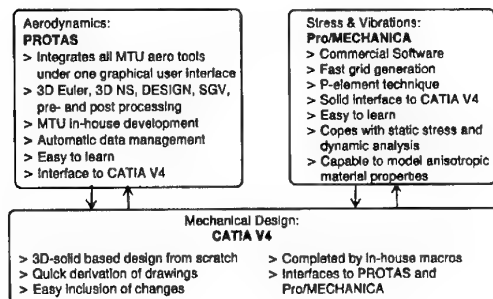 Aerodynamics:
PROTAS
> Integrates all MTU aero tools
under one graphical user interface
> 3D Euler, 3D NS, DESIGN, SGV,
pre- and post processing
> MTU in-house development
> Automatic data management
> Easy to learn
> Interface to CATIA V4
Stress & Vibrations:
Pro/MECHANICA
> Commercial Software
> Fast grid generation
> P-element technique
> Solid interface to CATIA V4
> Easy to learn
> Copes with static stress and
dynamic analysis
> Capable to model anisotropic
material properties
Mechanical Design:
CATIA V4
> 3D-solid based design from scratch
> Quick derivation of drawings
> Easy inclusion of changes
> Completed by in-house macros
> Interfaces to PROTAS and
Pro/MECHANICA